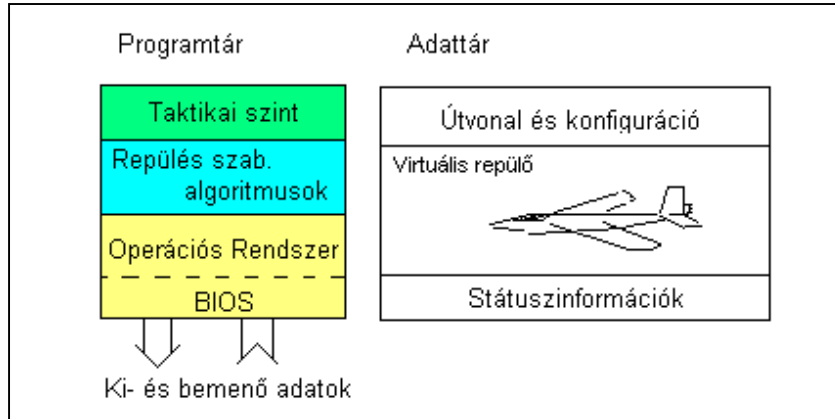 Programtár
Adattár
Taktikai szint
Repülés szab.
algoritmusok
Operációs Rendszer
BIOS
Ki- és bemenő adatok
Útvonal és konfiguráció
Virtuális repülő
Státuszinformációk